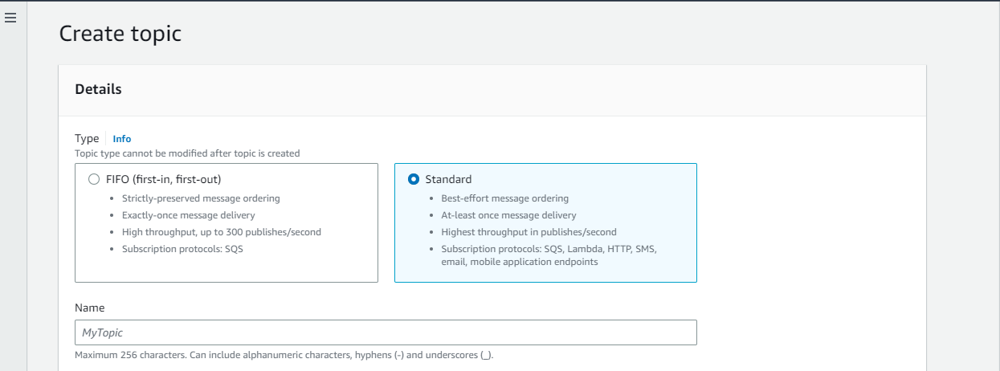 Create topic
Details
Type Info
Topic type cannot be modified after topic is created
FIFO (first-in, first-out)
• Strictly-preserved message ordering
• Exactly-once message delivery
• High throughput, up to 300 publishes/second
• Subscription protocols: SQS
Standard
• Best-effort message ordering
• At-least once message delivery
• Highest throughput in publishes/second
• Subscription protocols: SQS, Lambda, HTTP, SMS,
email, mobile application endpoints
Name
MyTopic
Maximum 256 characters. Can include alphanumeric characters, hyphens (-) and underscores (_).